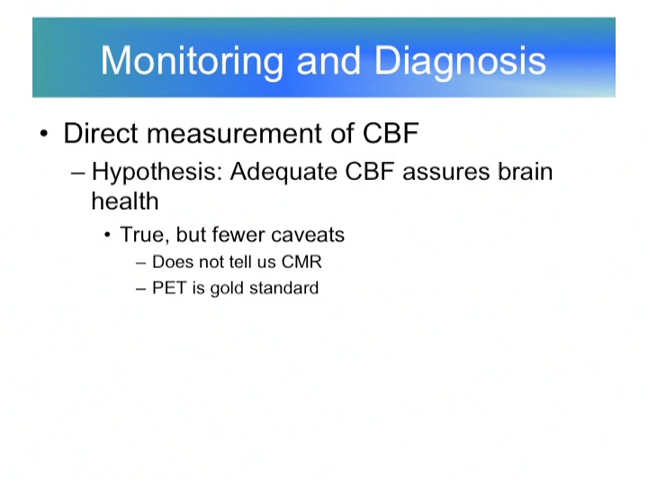 Monitoring and Diagnosis
• Direct measurement of CBF
– Hypothesis: Adequate CBF assures brain
health
• True, but fewer caveats
– Does not tell us CMR
– PET is gold standard